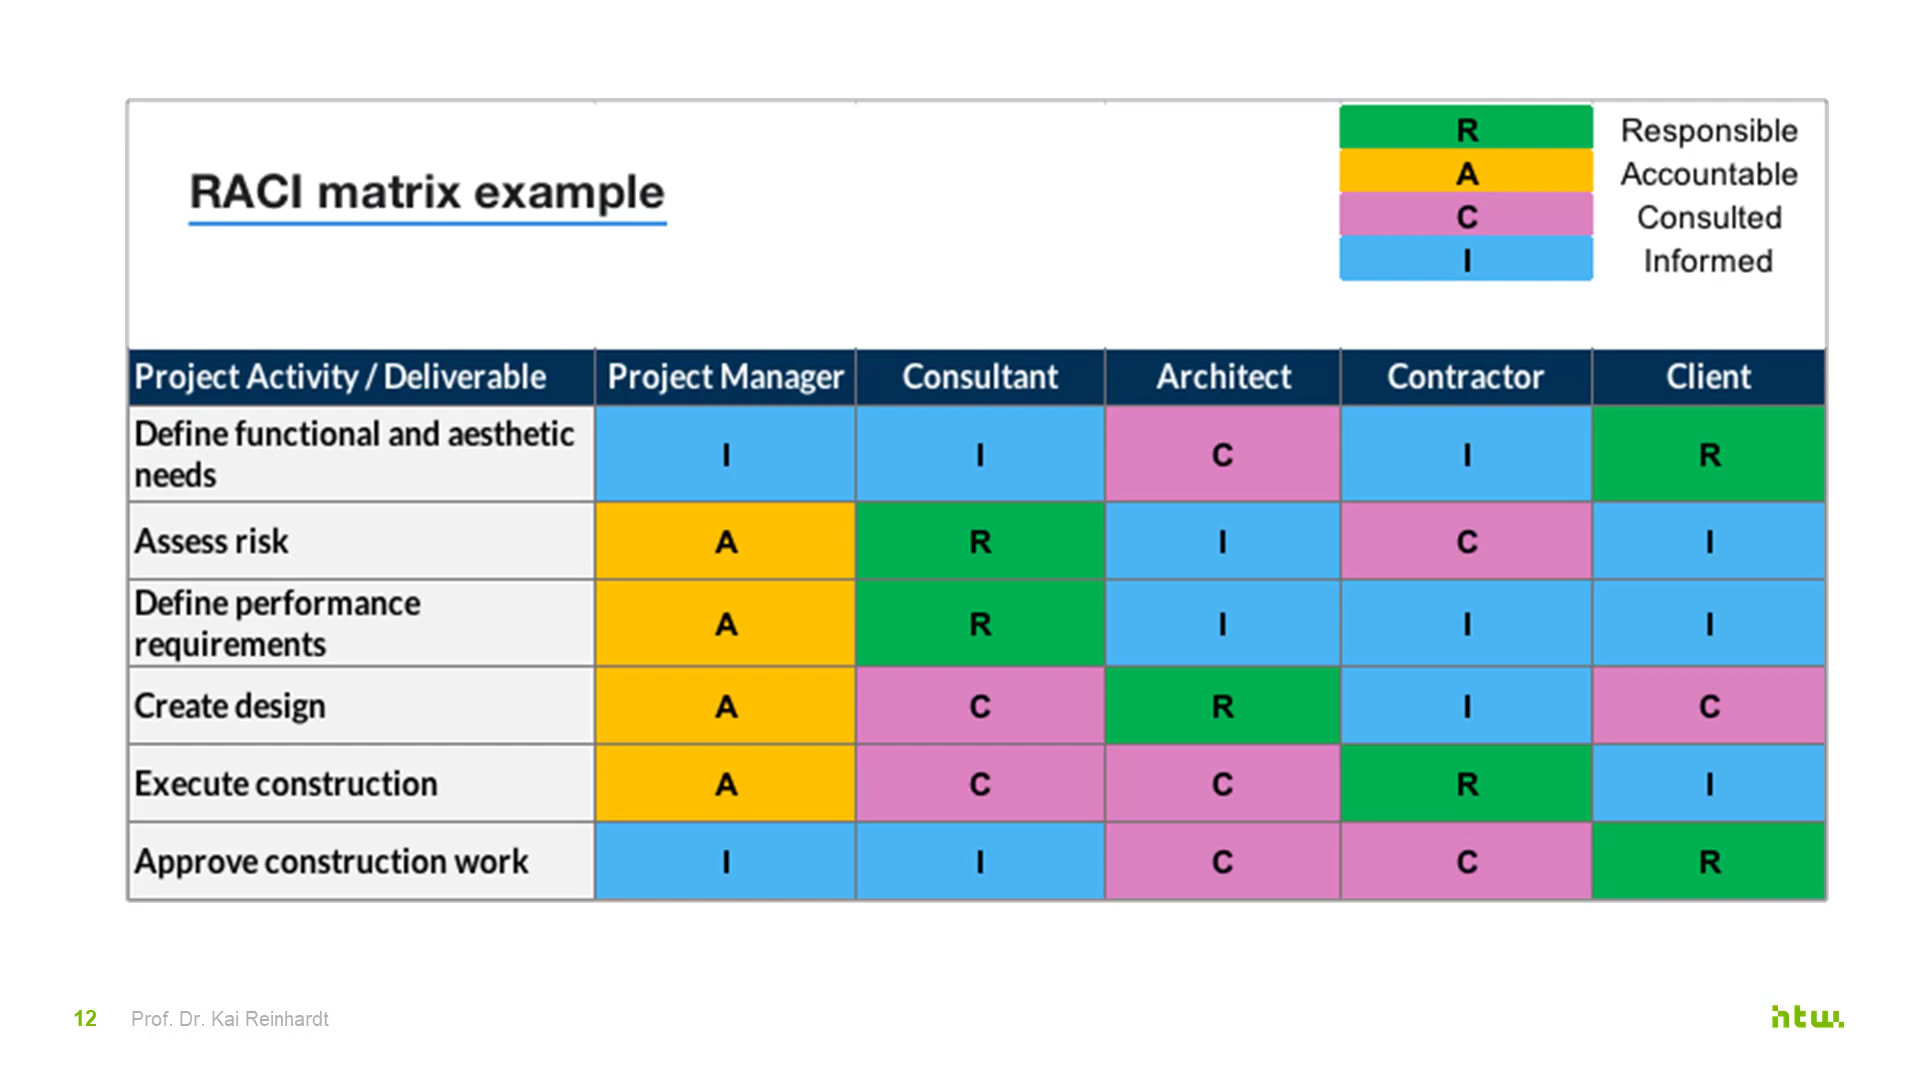 RACI matrix example
R Responsible
A Accountable
C Consulted
I Informed
Project Activity / Deliverable Project Manager Consultant Architect Contractor Client
Define functional and aesthetic
needs I I C I R
Assess risk A R I C I
Define performance
requirements A R I I I
Create design A C R I C
Execute construction A C C R I
Approve construction work I I C C R
12 Prof. Dr. Kai Reinhardt
htw.